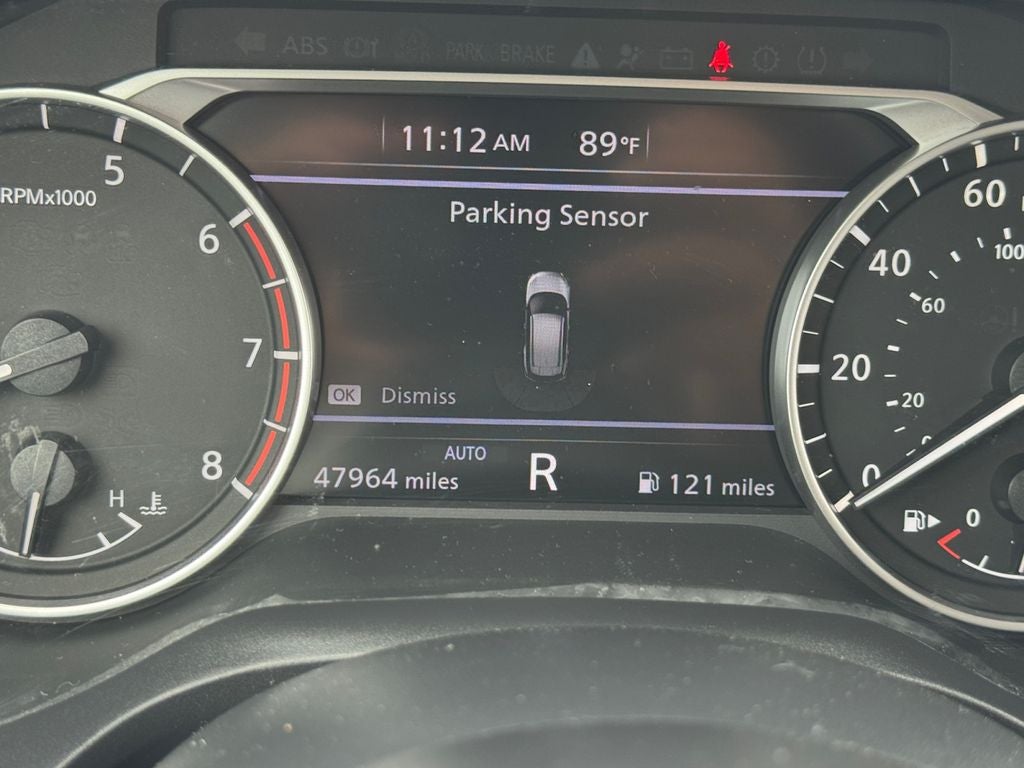 ABS PARK BRAKE
11:12 AM 89°F
Parking Sensor
OK Dismiss
AUTO
47964 miles R 121 miles
RPMx1000
5
6
7
8
H
60
40
20
0
100
60
20
0
0